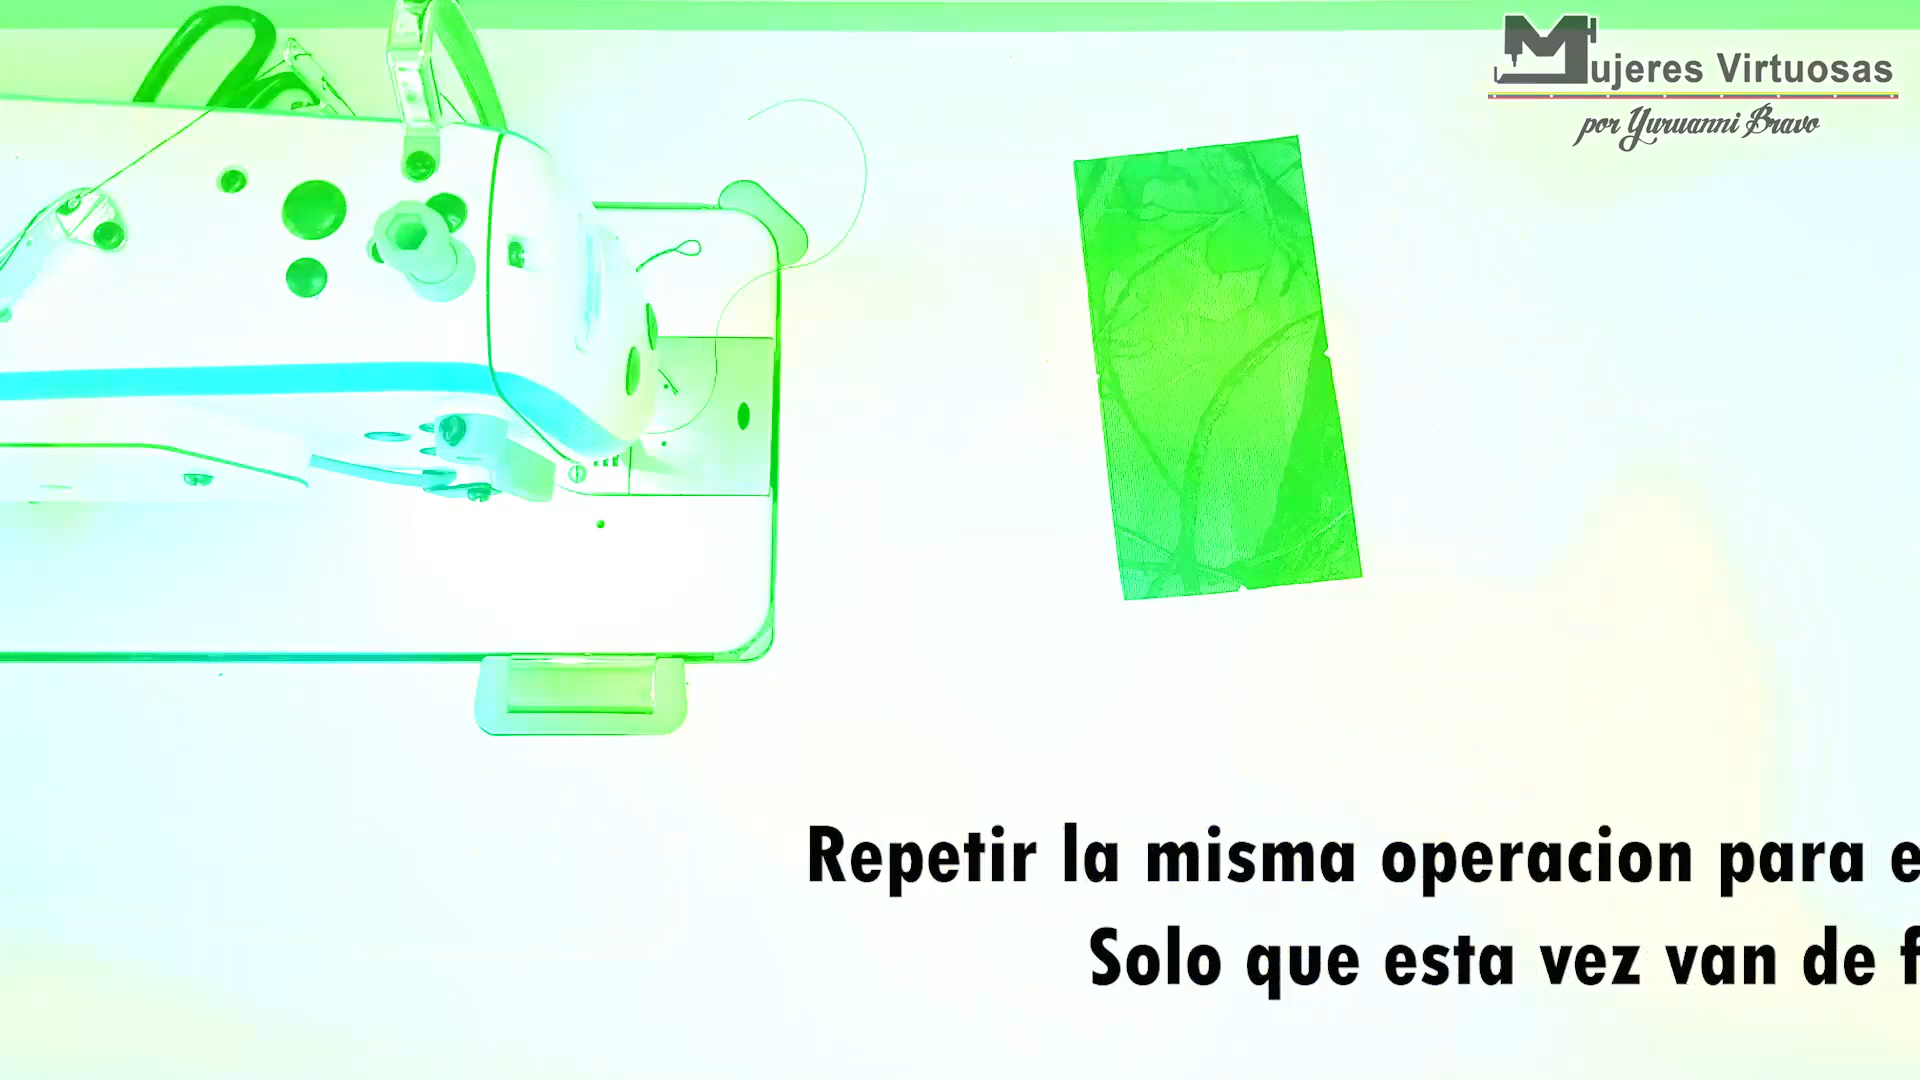 Mujeres Virtuosas
por Yuruanni Bravo
Repetir la misma operacion para e
Solo que esta vez van de f